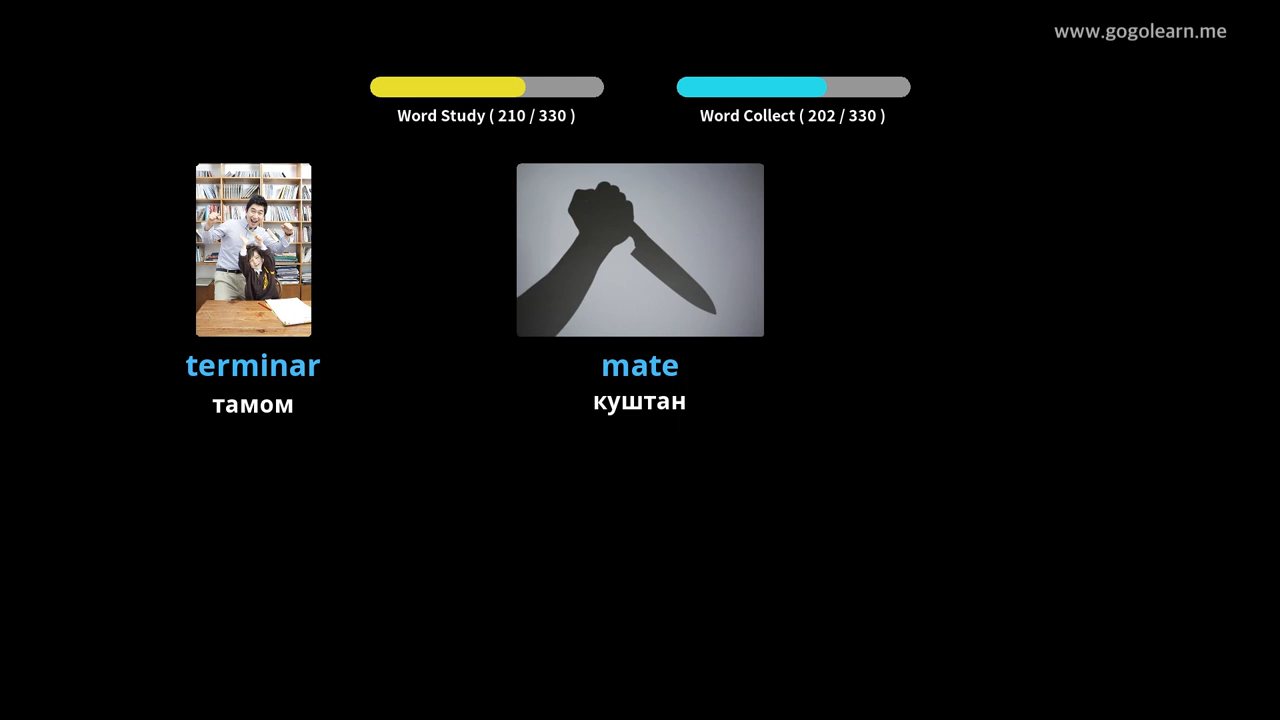 www.gogolearn.me
Word Study ( 210 / 330 )
Word Collect ( 202 / 330 )
terminar
тамом
mate
куштан